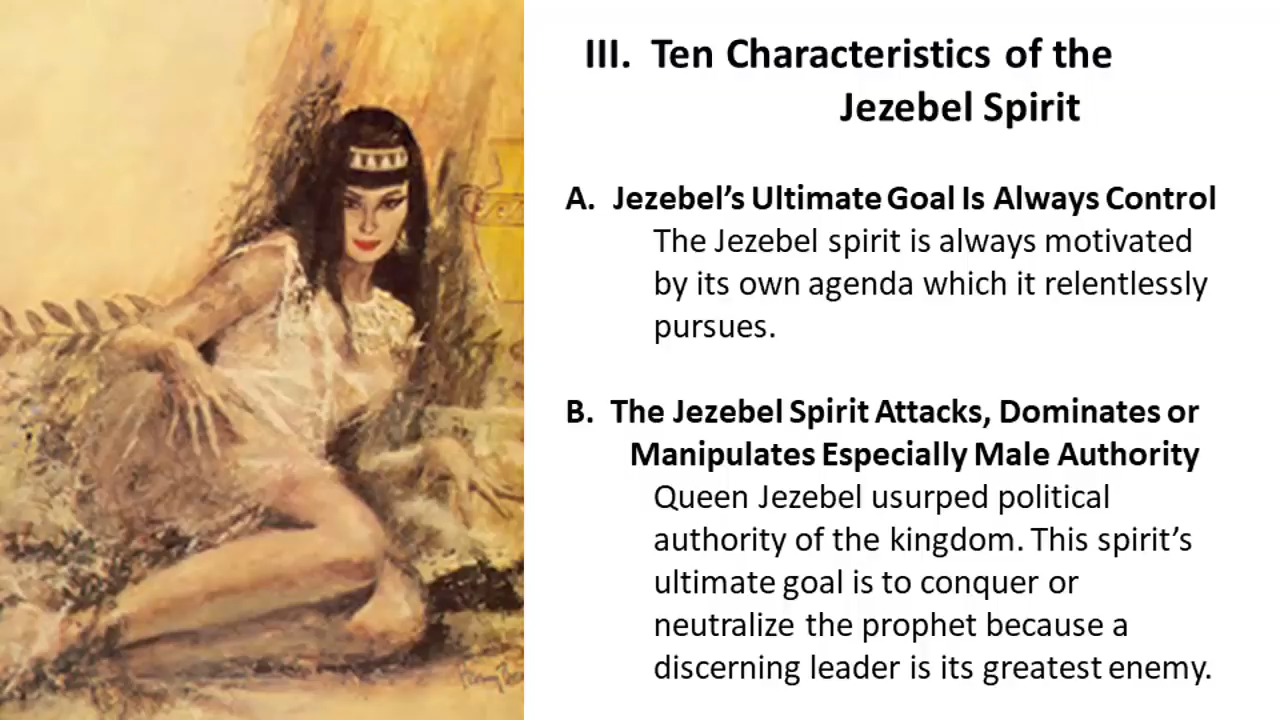 III. Ten Characteristics of the
Jezebel Spirit
A. Jezebel’s Ultimate Goal Is Always Control
The Jezebel spirit is always motivated
by its own agenda which it relentlessly
pursues.
B. The Jezebel Spirit Attacks, Dominates or
Manipulates Especially Male Authority
Queen Jezebel usurped political
authority of the kingdom. This spirit’s
ultimate goal is to conquer or
neutralize the prophet because a
discerning leader is its greatest enemy.